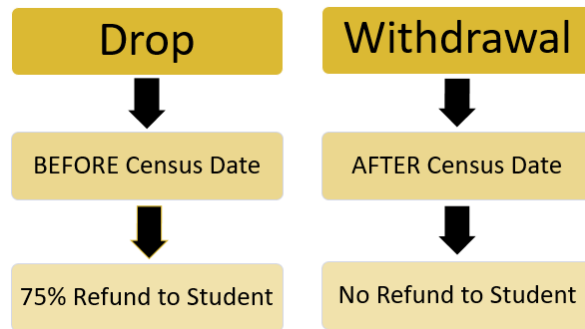 Drop
BEFORE Census Date
75% Refund to Student
Withdrawal
AFTER Census Date
No Refund to Student